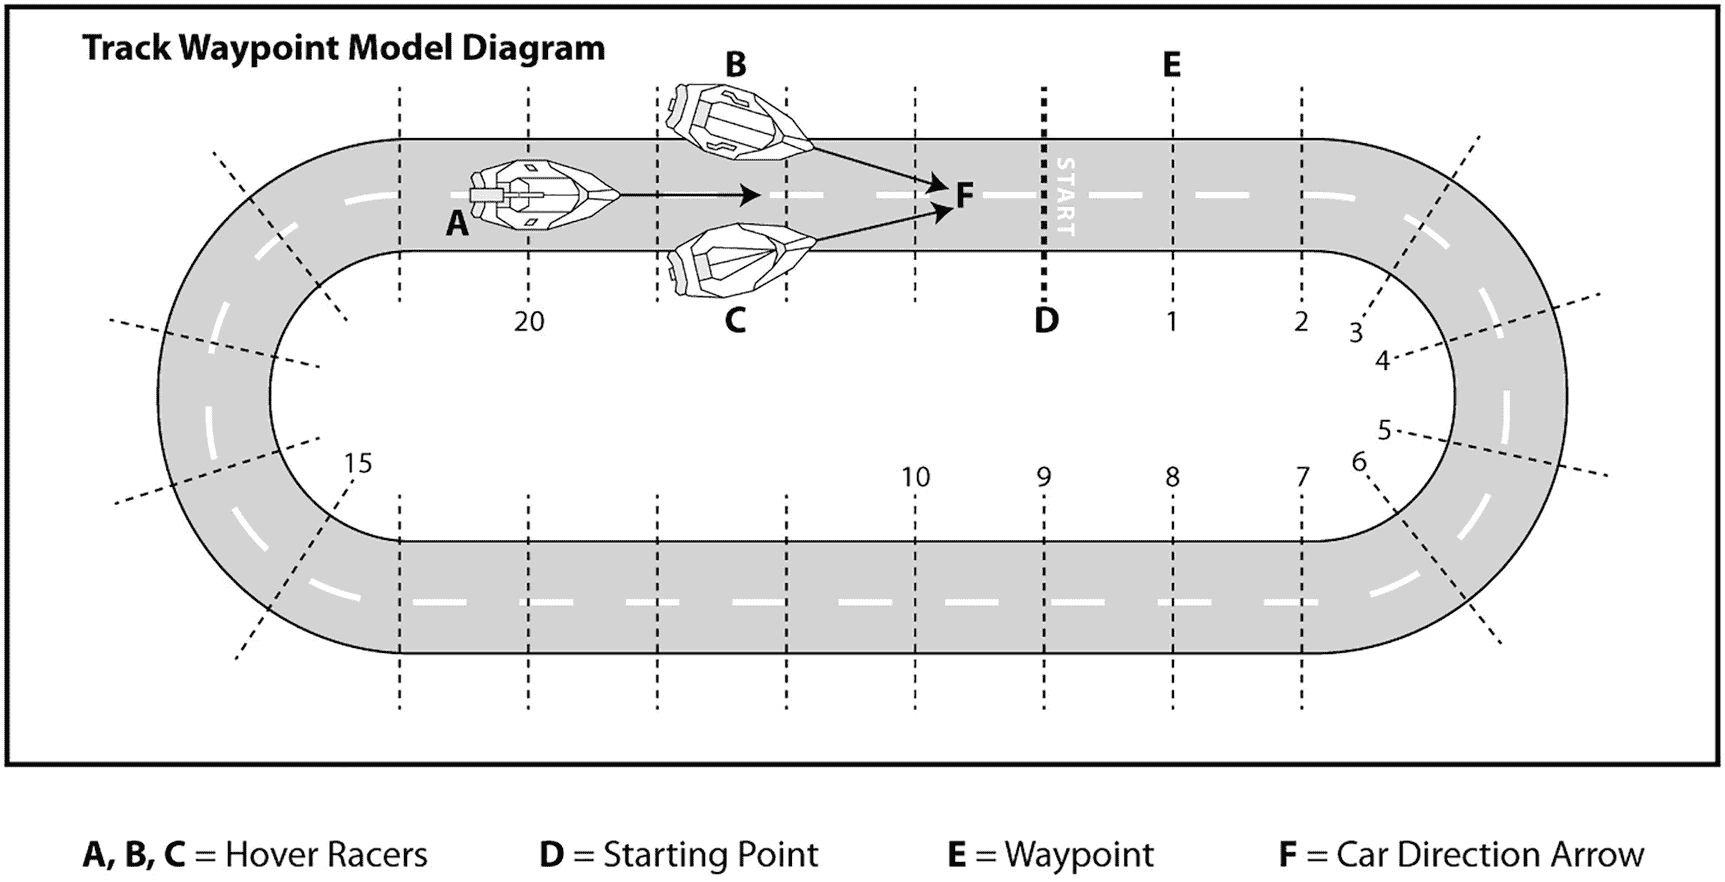 Track Waypoint Model Diagram
B
E
START
A
F
20
C
D
1
2
3
4
5
6
15
10
9
8
7
A, B, C = Hover Racers
D = Starting Point
E = Waypoint
F = Car Direction Arrow